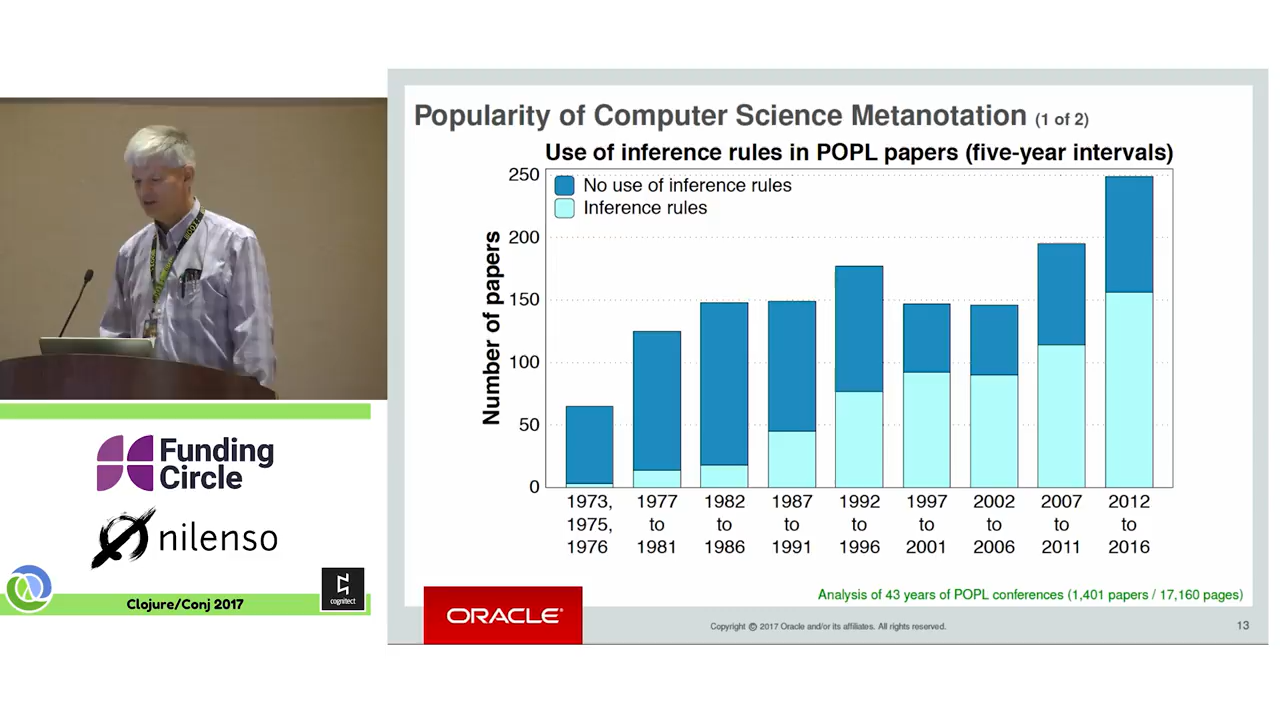 Popularity of Computer Science Metanotation (1 of 2)
Use of inference rules in POPL papers (five-year intervals)
No use of inference rules
Inference rules
Number of papers
250
200
150
100
50
0
1973, 1975, 1976
1977 to 1981
1982 to 1986
1987 to 1991
1992 to 1996
1997 to 2001
2002 to 2006
2007 to 2011
2012 to 2016
Analysis of 43 years of POPL conferences (1,401 papers / 17,160 pages)
ORACLE®
Copyright © 2017 Oracle and/or its affiliates. All rights reserved.
13
Funding
Circle
nilenso
Clojure/Conj 2017
cognitect